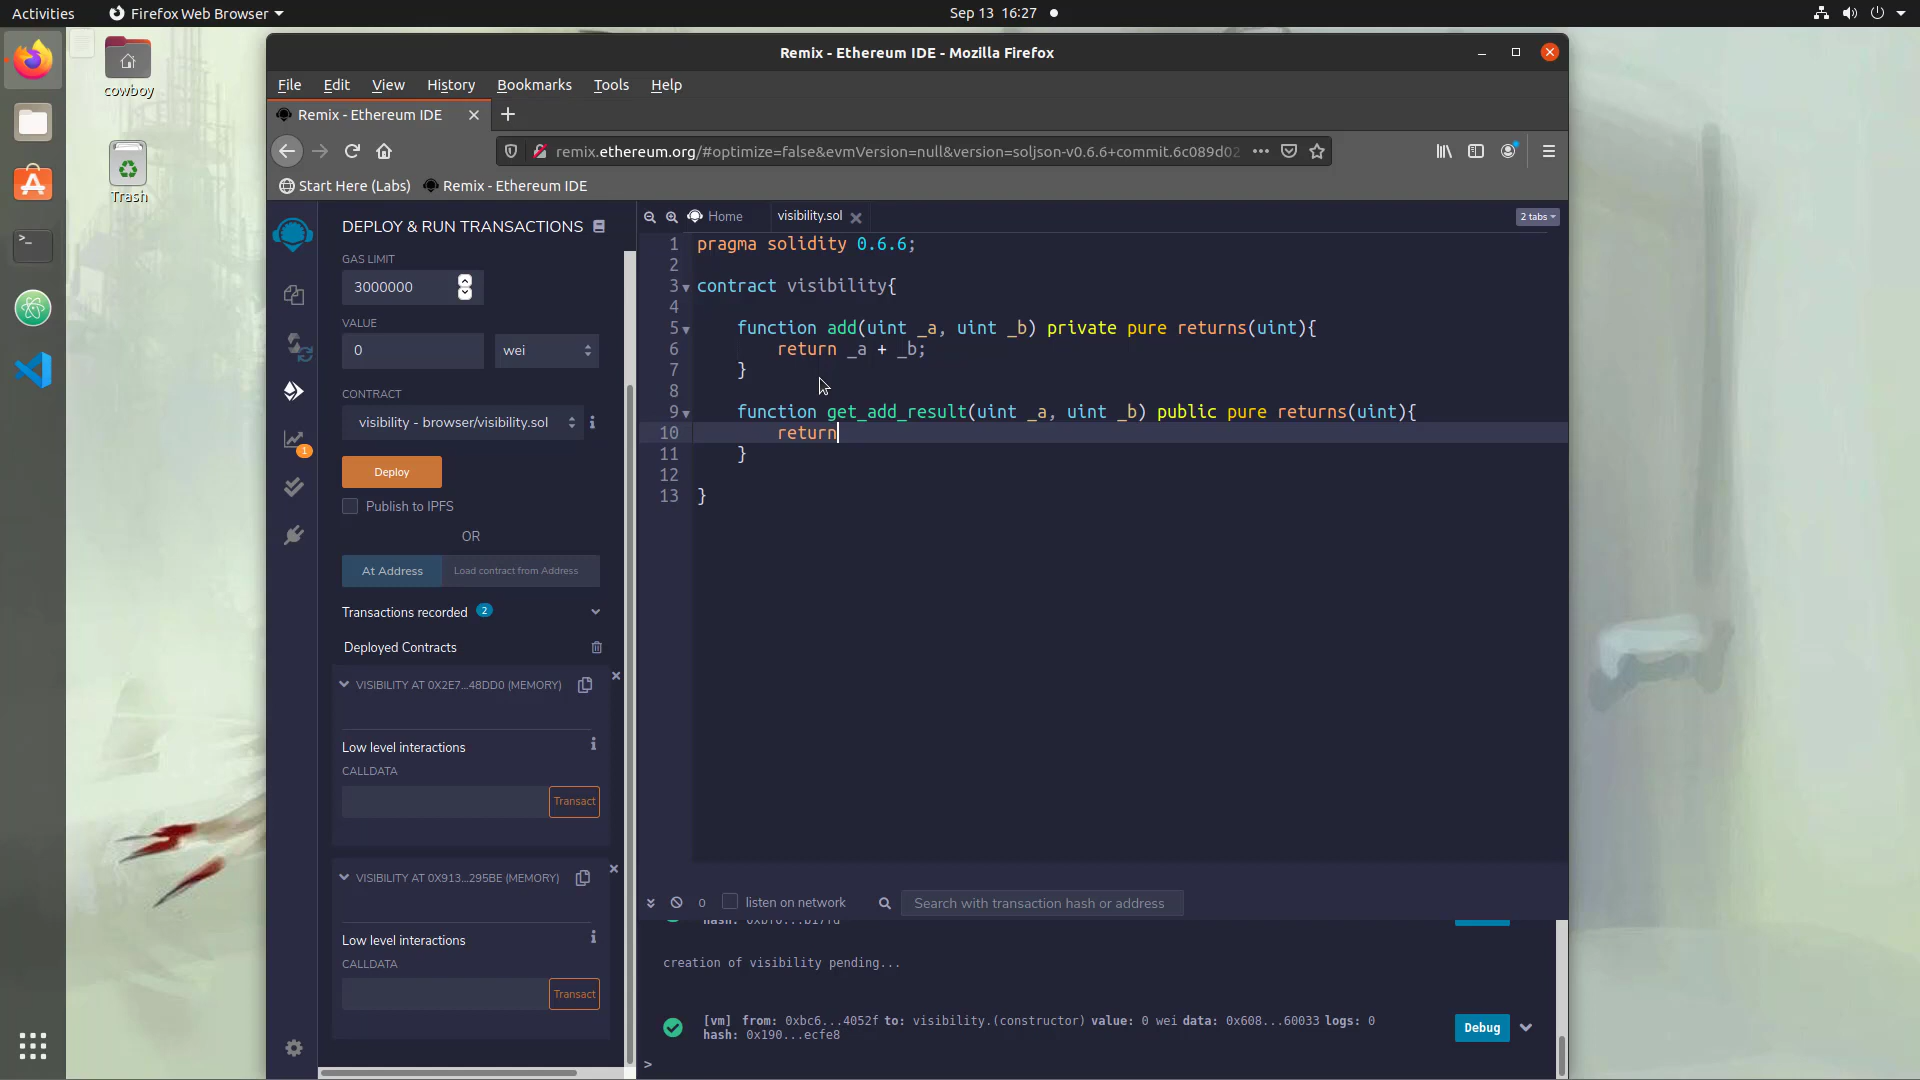 Activities
Firefox Web Browser
Sep 13 16:27
cowboy
Trash
Remix - Ethereum IDE - Mozilla Firefox
File Edit View History Bookmarks Tools Help
Remix - Ethereum IDE
remix.ethereum.org/#optimize=false&evmVersion=null&version=soljson-v0.6.6+commit.6c089d02
Start Here (Labs)
Remix - Ethereum IDE
DEPLOY & RUN TRANSACTIONS
GAS LIMIT
3000000
VALUE
0
wei
CONTRACT
visibility - browser/visibility.sol
1
Deploy
Publish to IPFS
OR
At Address
Load contract from Address
Transactions recorded 2
Deployed Contracts
VISIBILITY AT 0X2E7...48DD0 (MEMORY)
Low level interactions
CALLDATA
Transact
VISIBILITY AT 0X913...295BE (MEMORY)
Low level interactions
CALLDATA
Transact
Home
visibility.sol
2 tabs
1 pragma solidity 0.6.6;
2
3 contract visibility{
4
5 function add(uint _a, uint _b) private pure returns(uint){
6 return _a + _b;
7 }
8
9 function get_add_result(uint _a, uint _b) public pure returns(uint){
10 return
11 }
12
13 }
0
listen on network
Search with transaction hash or address
creation of visibility pending...
[vm] from: 0xbc6...4052f to: visibility.(constructor) value: 0 wei data: 0x608...60033 logs: 0
hash: 0x190...ecfe8
Debug
>